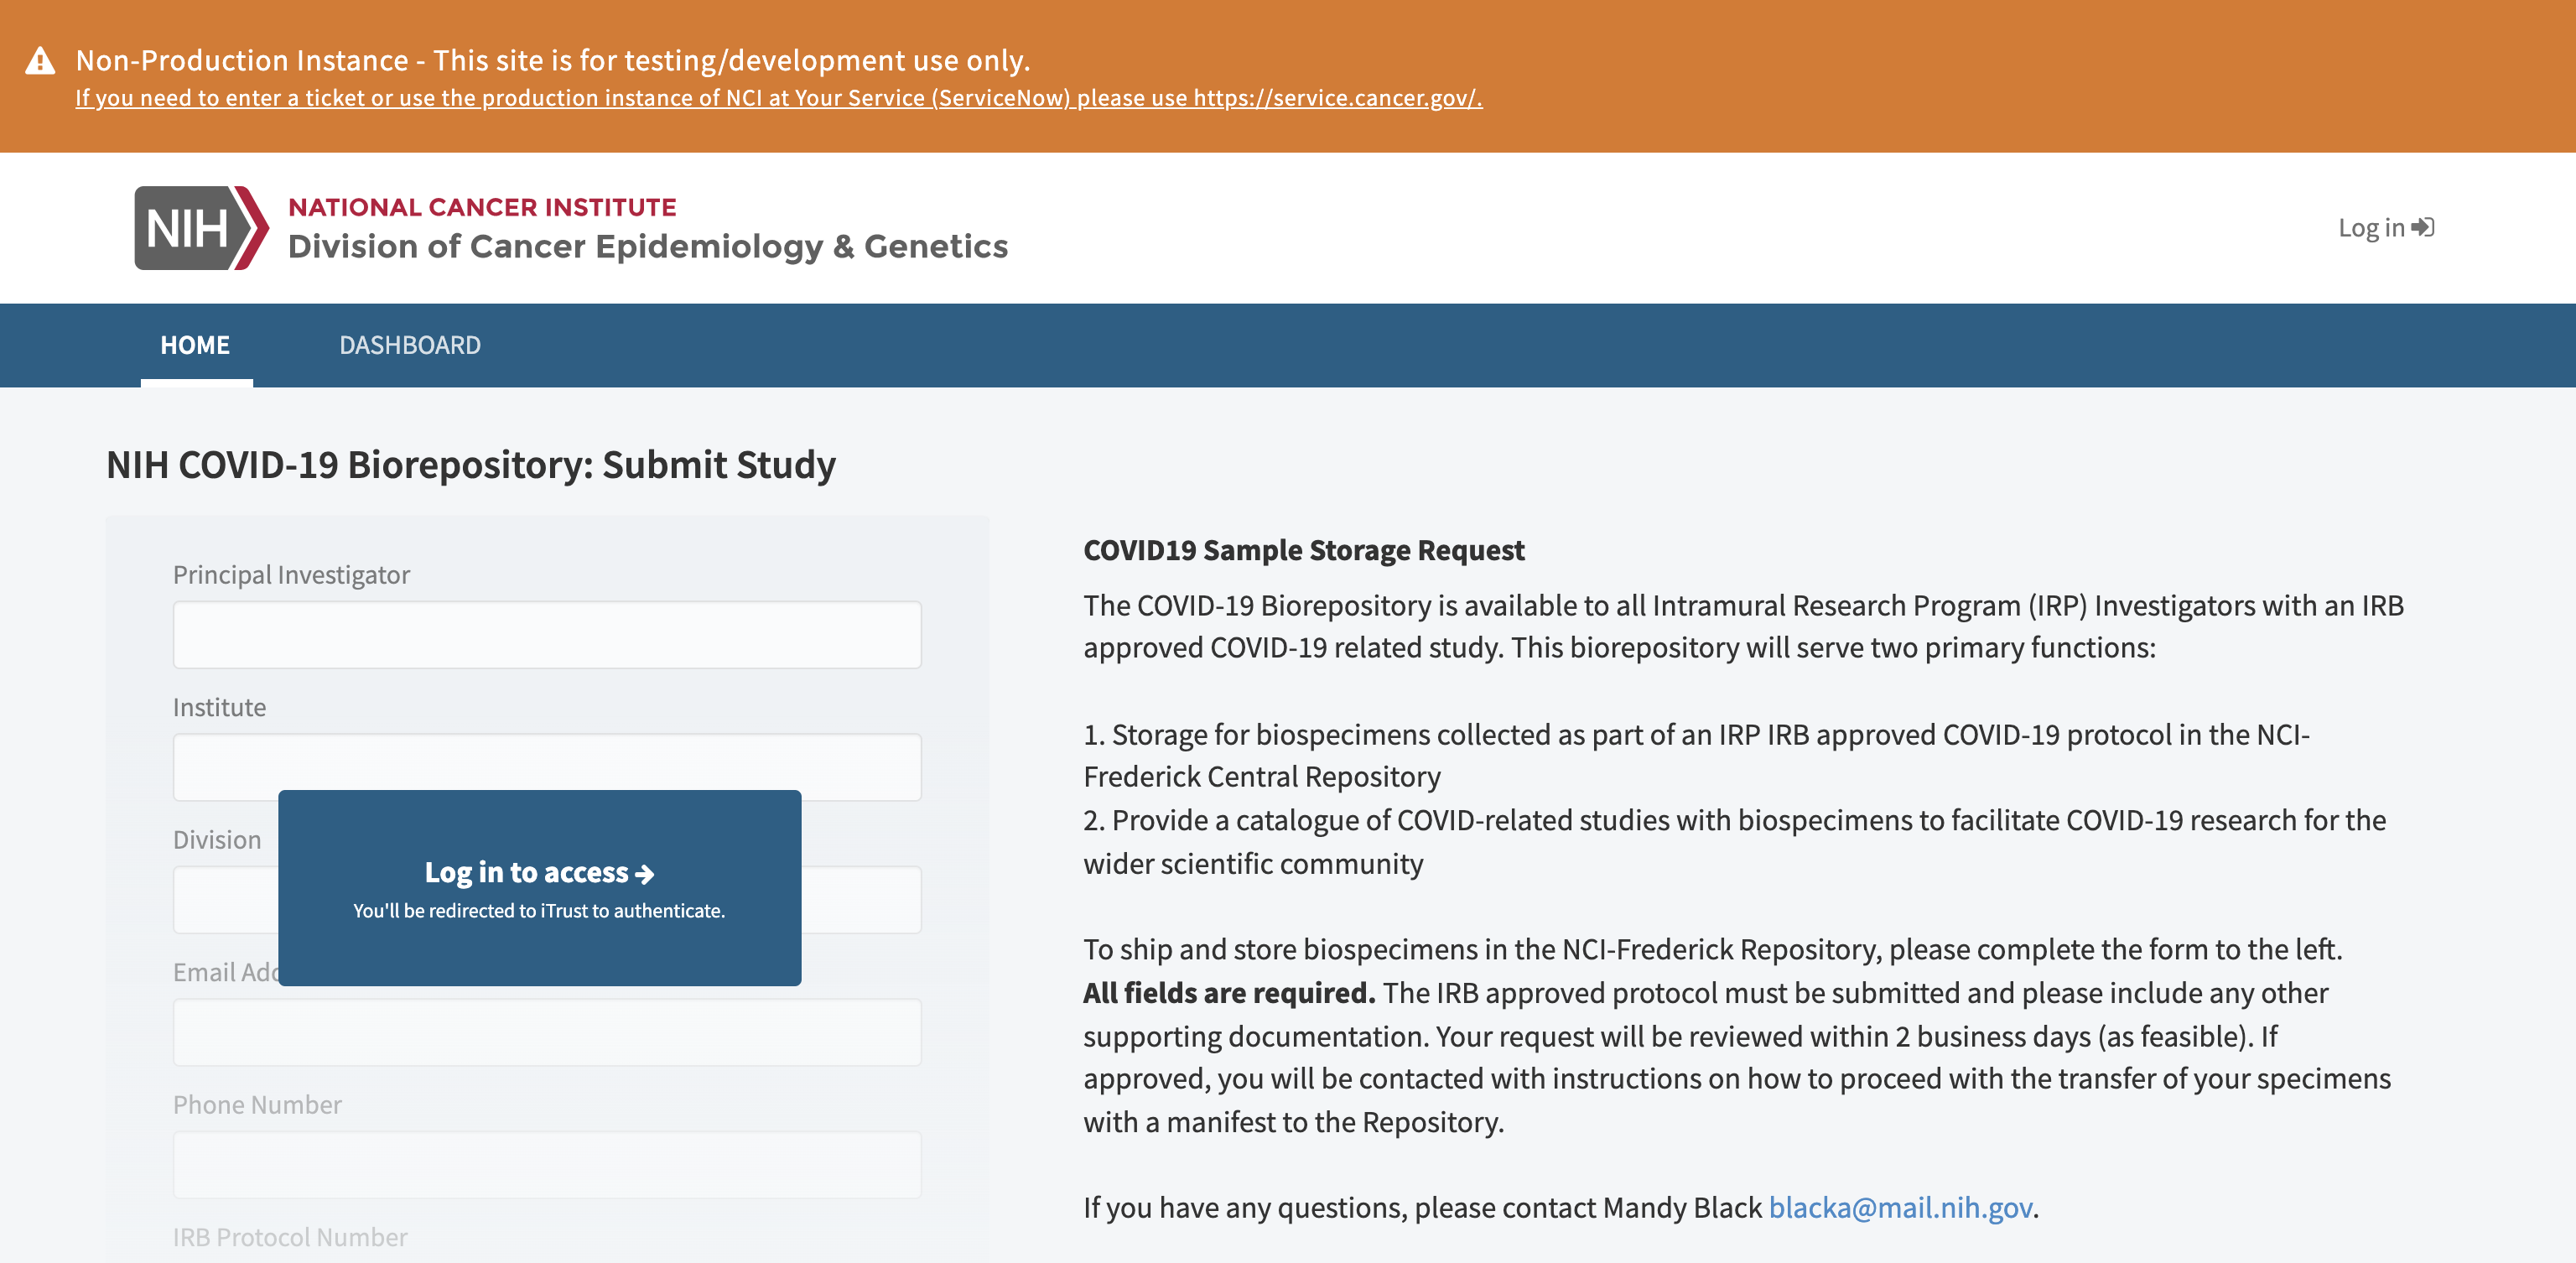 Non-Production Instance - This site is for testing/development use only.
If you need to enter a ticket or use the production instance of NCI at Your Service (ServiceNow) please use https://service.cancer.gov/.
NIH
NATIONAL CANCER INSTITUTE
Division of Cancer Epidemiology & Genetics
Log in
HOME
DASHBOARD
NIH COVID-19 Biorepository: Submit Study
Principal Investigator
Institute
Division
Log in to access
You'll be redirected to iTrust to authenticate.
Email
Phone Number
IRB Protocol Number
COVID19 Sample Storage Request
The COVID-19 Biorepository is available to all Intramural Research Program (IRP) Investigators with an IRB
approved COVID-19 related study. This biorepository will serve two primary functions:
1. Storage for biospecimens collected as part of an IRP IRB approved COVID-19 protocol in the NCI-
Frederick Central Repository
2. Provide a catalogue of COVID-related studies with biospecimens to facilitate COVID-19 research for the
wider scientific community
To ship and store biospecimens in the NCI-Frederick Repository, please complete the form to the left.
All fields are required. The IRB approved protocol must be submitted and please include any other
supporting documentation. Your request will be reviewed within 2 business days (as feasible). If
approved, you will be contacted with instructions on how to proceed with the transfer of your specimens
with a manifest to the Repository.
If you have any questions, please contact Mandy Black blacka@mail.nih.gov.